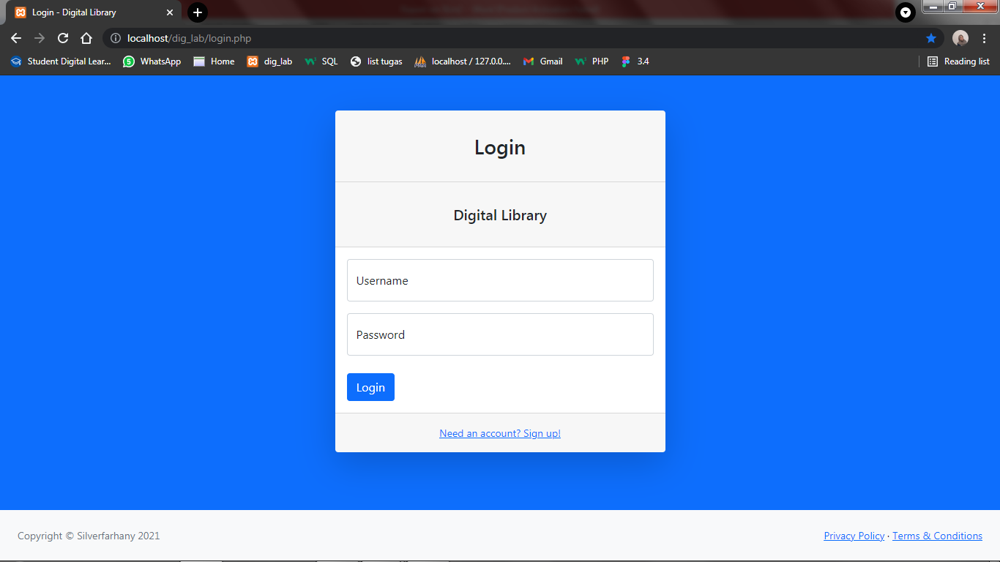 Login - Digital Library
localhost/dig_lab/login.php
Student Digital Lear... 5 WhatsApp Home dig_lab SQL list tugas localhost / 127.0.0.... Gmail PHP 3.4 Reading list
Login
Digital Library
Username
Password
Login
Need an account? Sign up!
Copyright © Silverfarhany 2021 Privacy Policy · Terms & Conditions